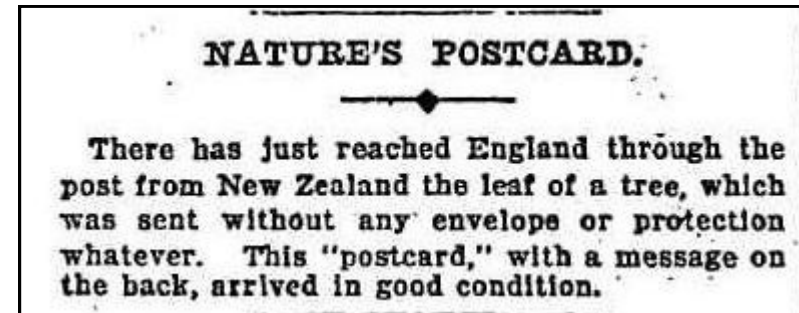 NATURE'S POSTCARD.
There has just reached England through the
post from New Zealand the leaf of a tree, which
was sent without any envelope or protection
whatever. This "postcard," with a message on
the back, arrived in good condition.